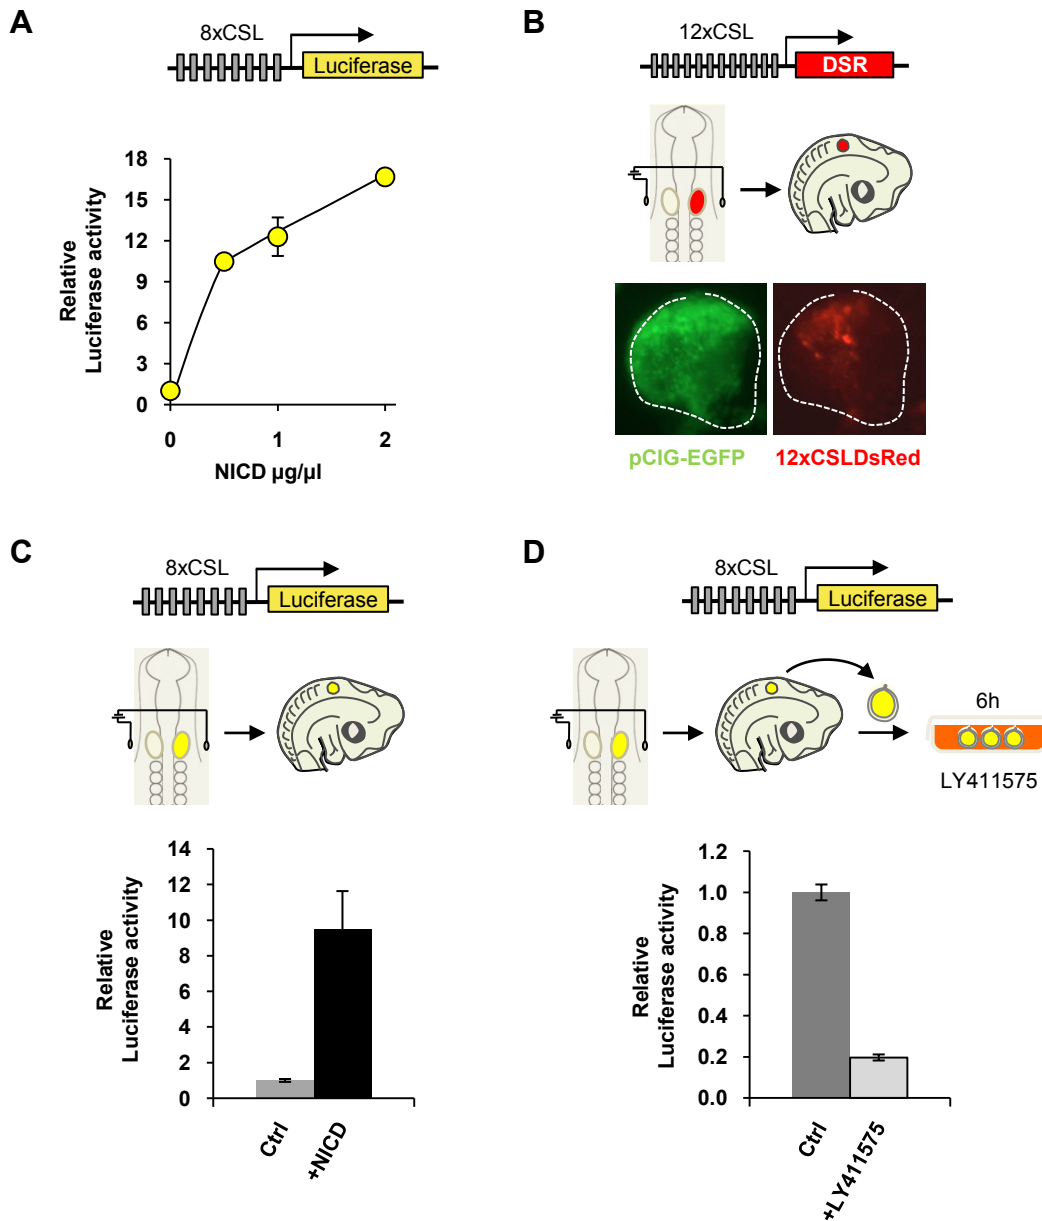 A
8xCSL
Luciferase
18
15
12
9
6
3
0
Relative
Luciferase activity
0
1
2
NICD µg/µl
B
12xCSL
DSR
pCIG-EGFP
12xCSLDsRed
C
8xCSL
Luciferase
14
12
10
8
6
4
2
0
Relative
Luciferase activity
Ctrl
+NICD
D
8xCSL
Luciferase
6h
LY411575
1.2
1.0
0.8
0.6
0.4
0.2
0.0
Relative
Luciferase activity
Ctrl
+LY411575